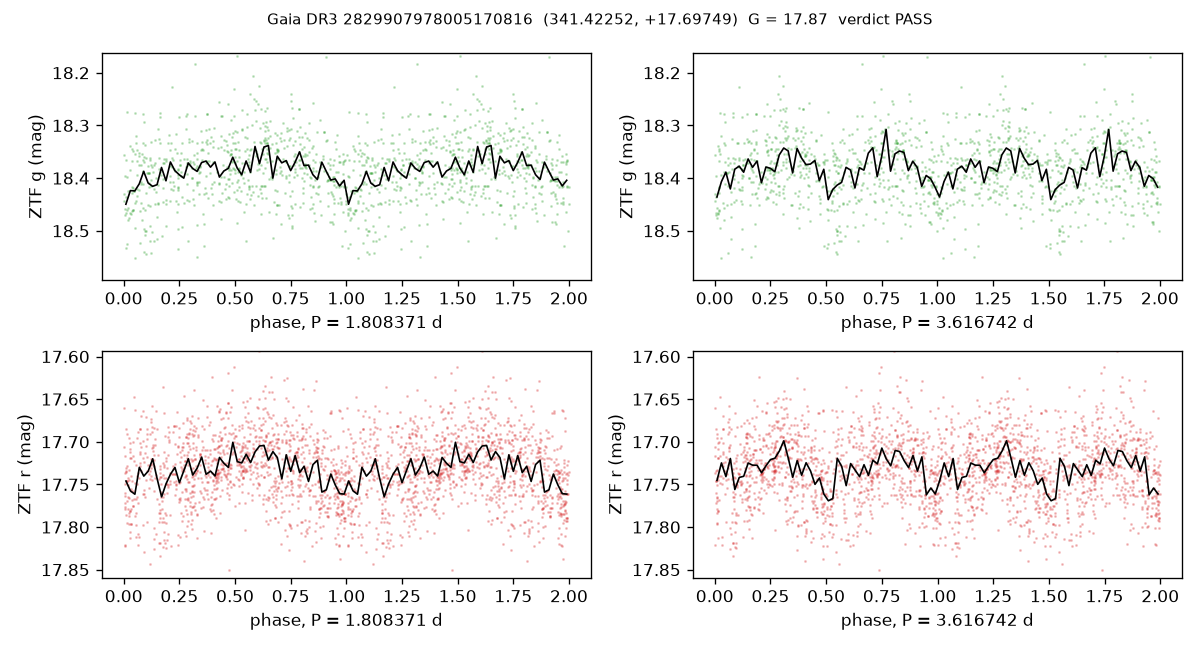 Gaia DR3 2829907978005170816 (341.42252, +17.69749) G = 17.87 verdict PASS
ZTF g (mag)
18.2
18.3
18.4
18.5
0.00 0.25 0.50 0.75 1.00 1.25 1.50 1.75 2.00
phase, P = 1.808371 d
ZTF g (mag)
18.2
18.3
18.4
18.5
0.00 0.25 0.50 0.75 1.00 1.25 1.50 1.75 2.00
phase, P = 3.616742 d
ZTF r (mag)
17.60
17.65
17.70
17.75
17.80
17.85
0.00 0.25 0.50 0.75 1.00 1.25 1.50 1.75 2.00
phase, P = 1.808371 d
ZTF r (mag)
17.60
17.65
17.70
17.75
17.80
17.85
0.00 0.25 0.50 0.75 1.00 1.25 1.50 1.75 2.00
phase, P = 3.616742 d